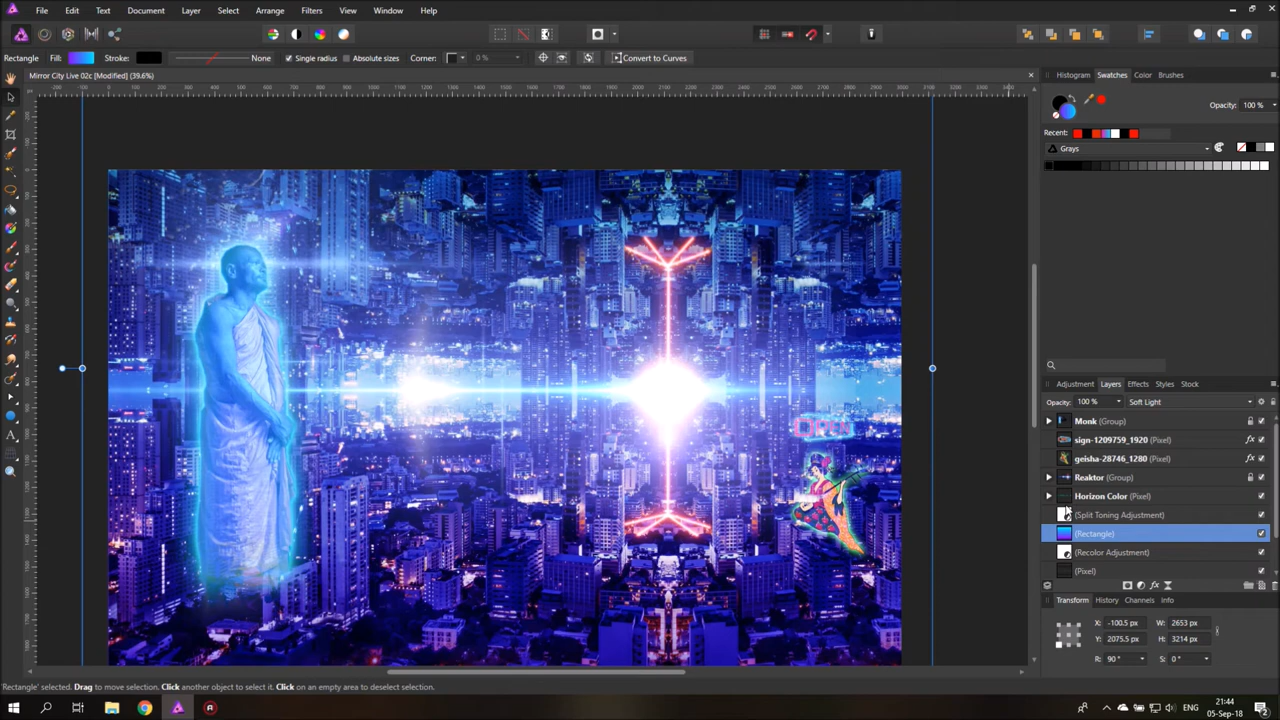 File Edit Text Document Layer Select Arrange Filters View Window Help
Rectangle Fill: Stroke: None Single radius Absolute sizes Corner: 0 % Convert to Curves
Mirror City Live 02c [Modified] (39.6%)
Histogram Swatches Color Brushes
Opacity: 100 %
Recent:
Grays
OPEN
Adjustment Layers Effects Styles Stock
Opacity: 100 % Soft Light
Monk (Group)
sign-1209759_1920 (Pixel)
geisha-28746_1280 (Pixel)
Reaktor (Group)
Horizon Color (Pixel)
(Split Toning Adjustment)
(Rectangle)
(Recolor Adjustment)
(Pixel)
Transform History Channels Info
X: -100.5 px W: 2653 px
Y: 2075.5 px H: 3214 px
R: 90 ° S: 0 °
'Rectangle' selected. Drag to move selection. Click another object to select it. Click on an empty area to deselect selection.
ENG
21:44
05-Sep-18